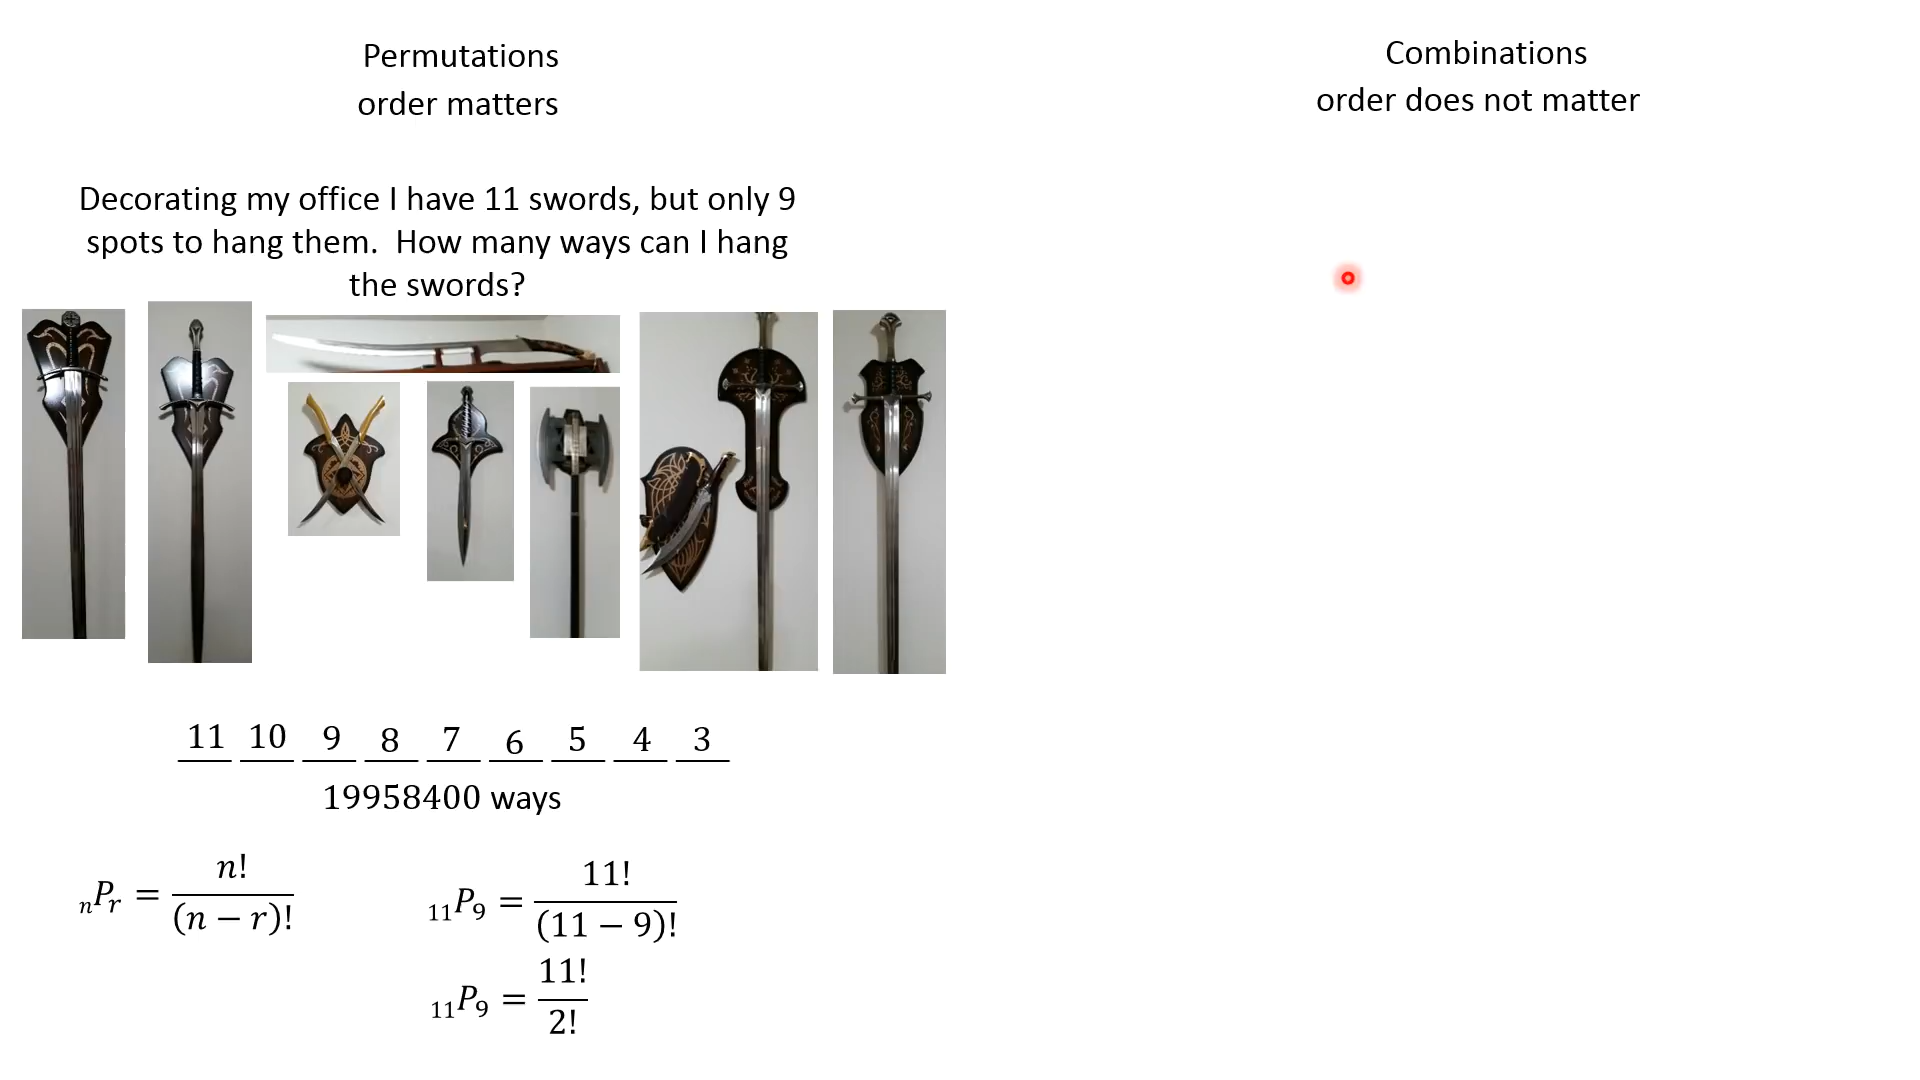 Permutations
order matters
Decorating my office I have 11 swords, but only 9
spots to hang them.  How many ways can I hang
the swords?
11 10 9 8 7 6 5 4 3
19958400 ways
ₙPᵣ = n!/(n − r)!
₁₁P₉ = 11!/(11 − 9)!
₁₁P₉ = 11!/2!
Combinations
order does not matter